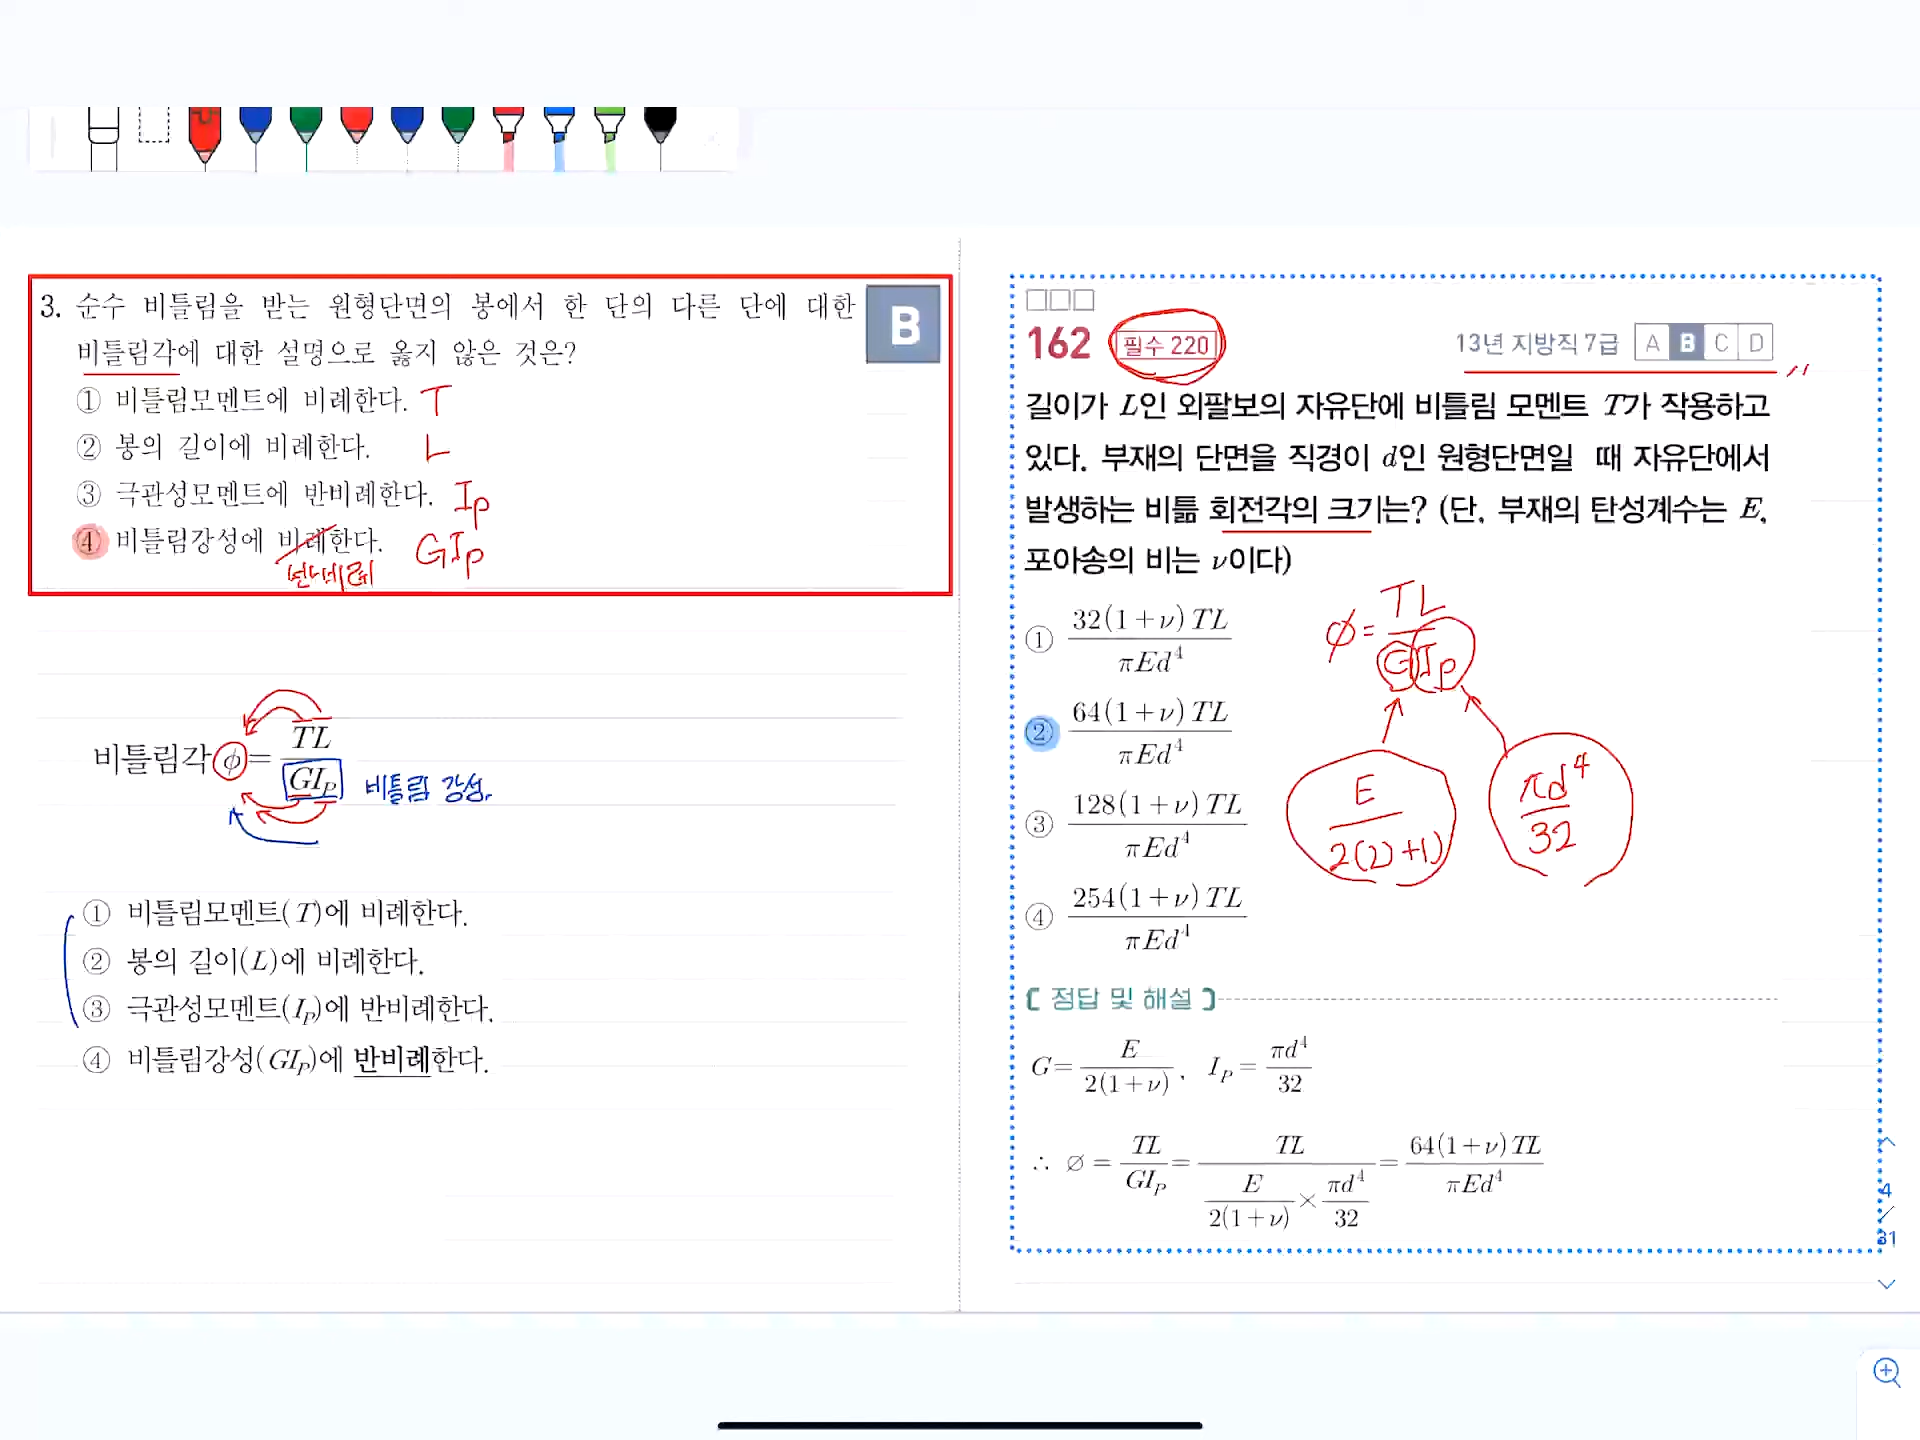 3. 순수 비틀림을 받는 원형단면의 봉에서 한 단의 다른 단에 대한
비틀림각에 대한 설명으로 옳지 않은 것은?
B
① 비틀림모멘트에 비례한다. T
② 봉의 길이에 비례한다. L
③ 극관성모멘트에 반비례한다. Ip
④ 비틀림강성에 비례한다. GIp
반비례
비틀림각 ϕ = TL / GI_P 비틀림 강성.
① 비틀림모멘트(T)에 비례한다.
② 봉의 길이(L)에 비례한다.
③ 극관성모멘트(I_P)에 반비례한다.
④ 비틀림강성(GI_P)에 반비례한다.
162 필수 220 13년 지방직 7급 A B C D
길이가 L인 외팔보의 자유단에 비틀림 모멘트 T가 작용하고
있다. 부재의 단면을 직경이 d인 원형단면일 때 자유단에서
발생하는 비틂 회전각의 크기는? (단, 부재의 탄성계수는 E,
포아송의 비는 ν이다)
① 32(1+ν)TL / πEd⁴
② 64(1+ν)TL / πEd⁴
③ 128(1+ν)TL / πEd⁴
④ 254(1+ν)TL / πEd⁴
ϕ = TL / GIp
E / 2(ν+1)
πd⁴ / 32
【 정답 및 해설 】
G = E / 2(1+ν) , I_P = πd⁴ / 32
∴ ∅ = TL / GI_P = TL / (E / 2(1+ν) × πd⁴ / 32) = 64(1+ν)TL / πEd⁴
4
/
31